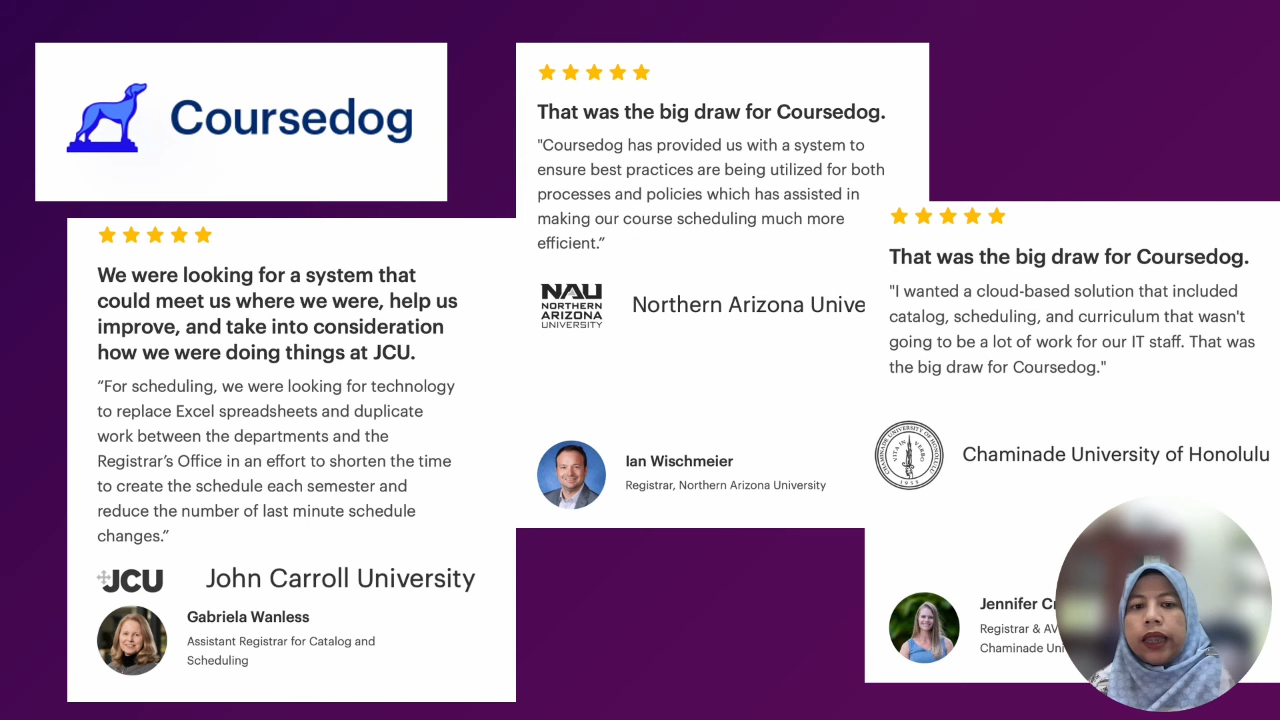 Coursedog
We were looking for a system that
could meet us where we were, help us
improve, and take into consideration
how we were doing things at JCU.
“For scheduling, we were looking for technology
to replace Excel spreadsheets and duplicate
work between the departments and the
Registrar’s Office in an effort to shorten the time
to create the schedule each semester and
reduce the number of last minute schedule
changes.”
JCU
John Carroll University
Gabriela Wanless
Assistant Registrar for Catalog and
Scheduling
That was the big draw for Coursedog.
"Coursedog has provided us with a system to
ensure best practices are being utilized for both
processes and policies which has assisted in
making our course scheduling much more
efficient.”
NAU
NORTHERN
ARIZONA
UNIVERSITY
Northern Arizona Unive
Ian Wischmeier
Registrar, Northern Arizona University
That was the big draw for Coursedog.
"I wanted a cloud-based solution that included
catalog, scheduling, and curriculum that wasn't
going to be a lot of work for our IT staff. That was
the big draw for Coursedog."
CHAMINADE UNIVERSITY OF HONOLULU
VITA IN VERBO
1955
Chaminade University of Honolulu
Jennifer
Registrar & AV
Chaminade Uni